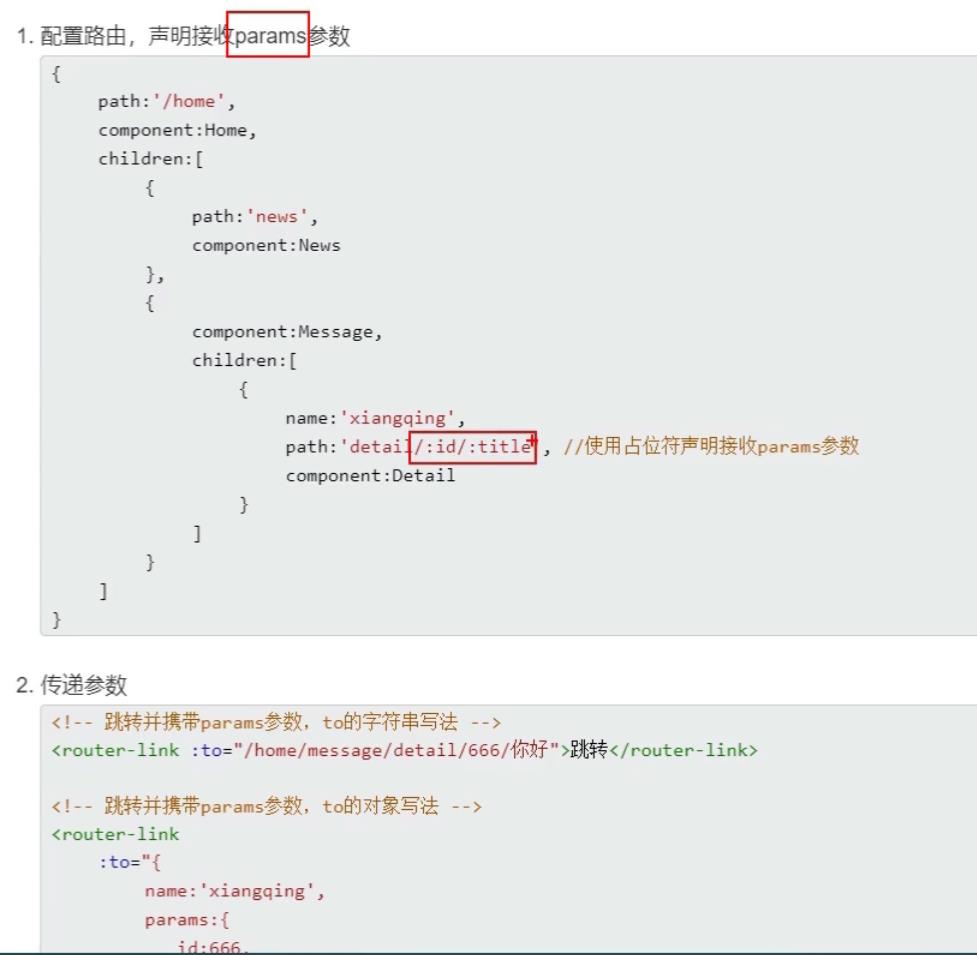 1. 配置路由，声明接收params参数
{
    path:'/home',
    component:Home,
    children:[
        {
            path:'news',
            component:News
        },
        {
            component:Message,
            children:[
                {
                    name:'xiangqing',
                    path:'detail/:id/:title', //使用占位符声明接收params参数
                    component:Detail
                }
            ]
        }
    ]
}
2. 传递参数
<!-- 跳转并携带params参数，to的字符串写法 -->
<router-link :to="/home/message/detail/666/你好">跳转</router-link>
<!-- 跳转并携带params参数，to的对象写法 -->
<router-link
    :to="{
        name:'xiangqing',
        params:{
           id:666,